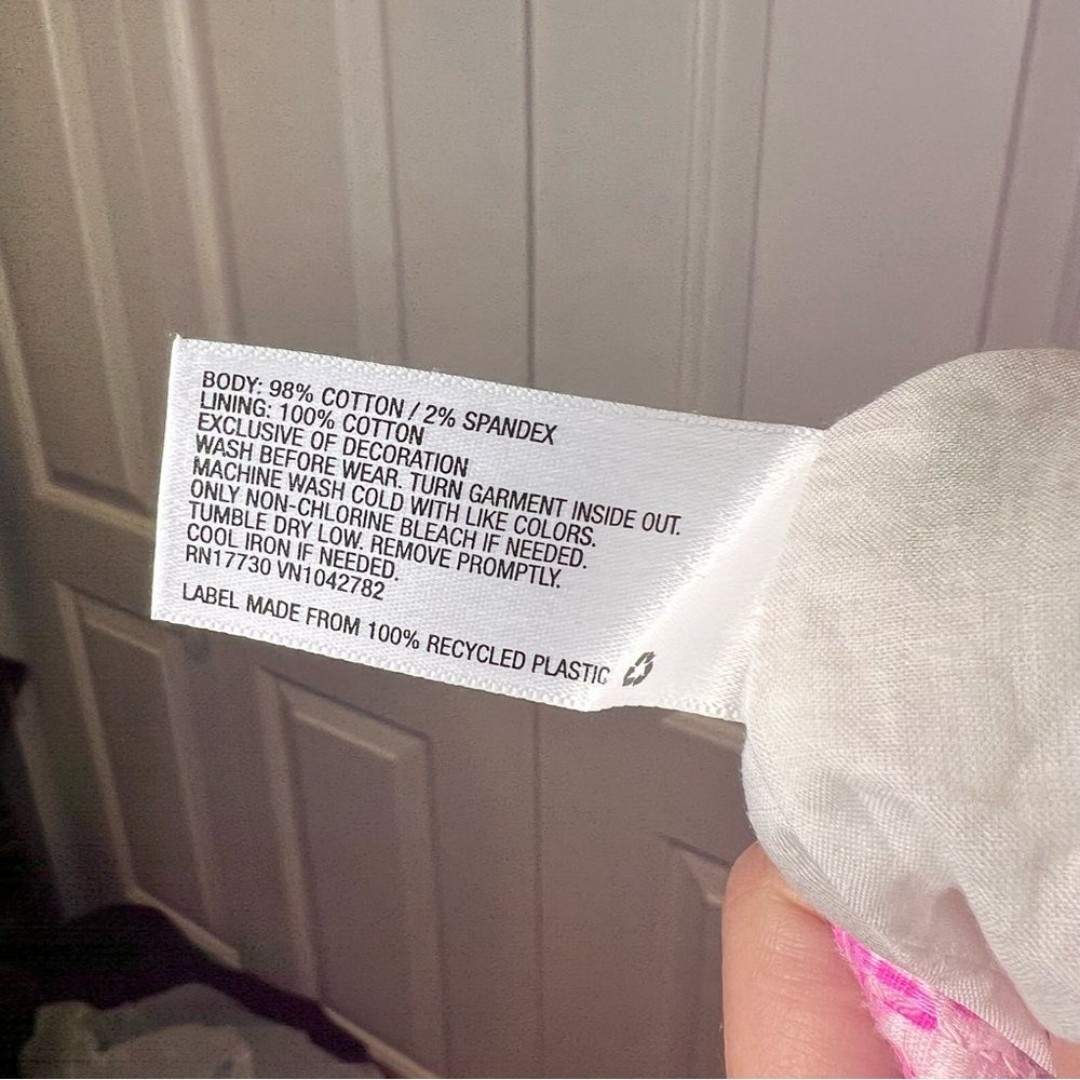 BODY: 98% COTTON / 2% SPANDEX
LINING: 100% COTTON
EXCLUSIVE OF DECORATION
WASH BEFORE WEAR. TURN GARMENT INSIDE OUT.
MACHINE WASH COLD WITH LIKE COLORS.
ONLY NON-CHLORINE BLEACH IF NEEDED.
TUMBLE DRY LOW. REMOVE PROMPTLY.
COOL IRON IF NEEDED.
RN17730 VN1042782
LABEL MADE FROM 100% RECYCLED PLASTIC